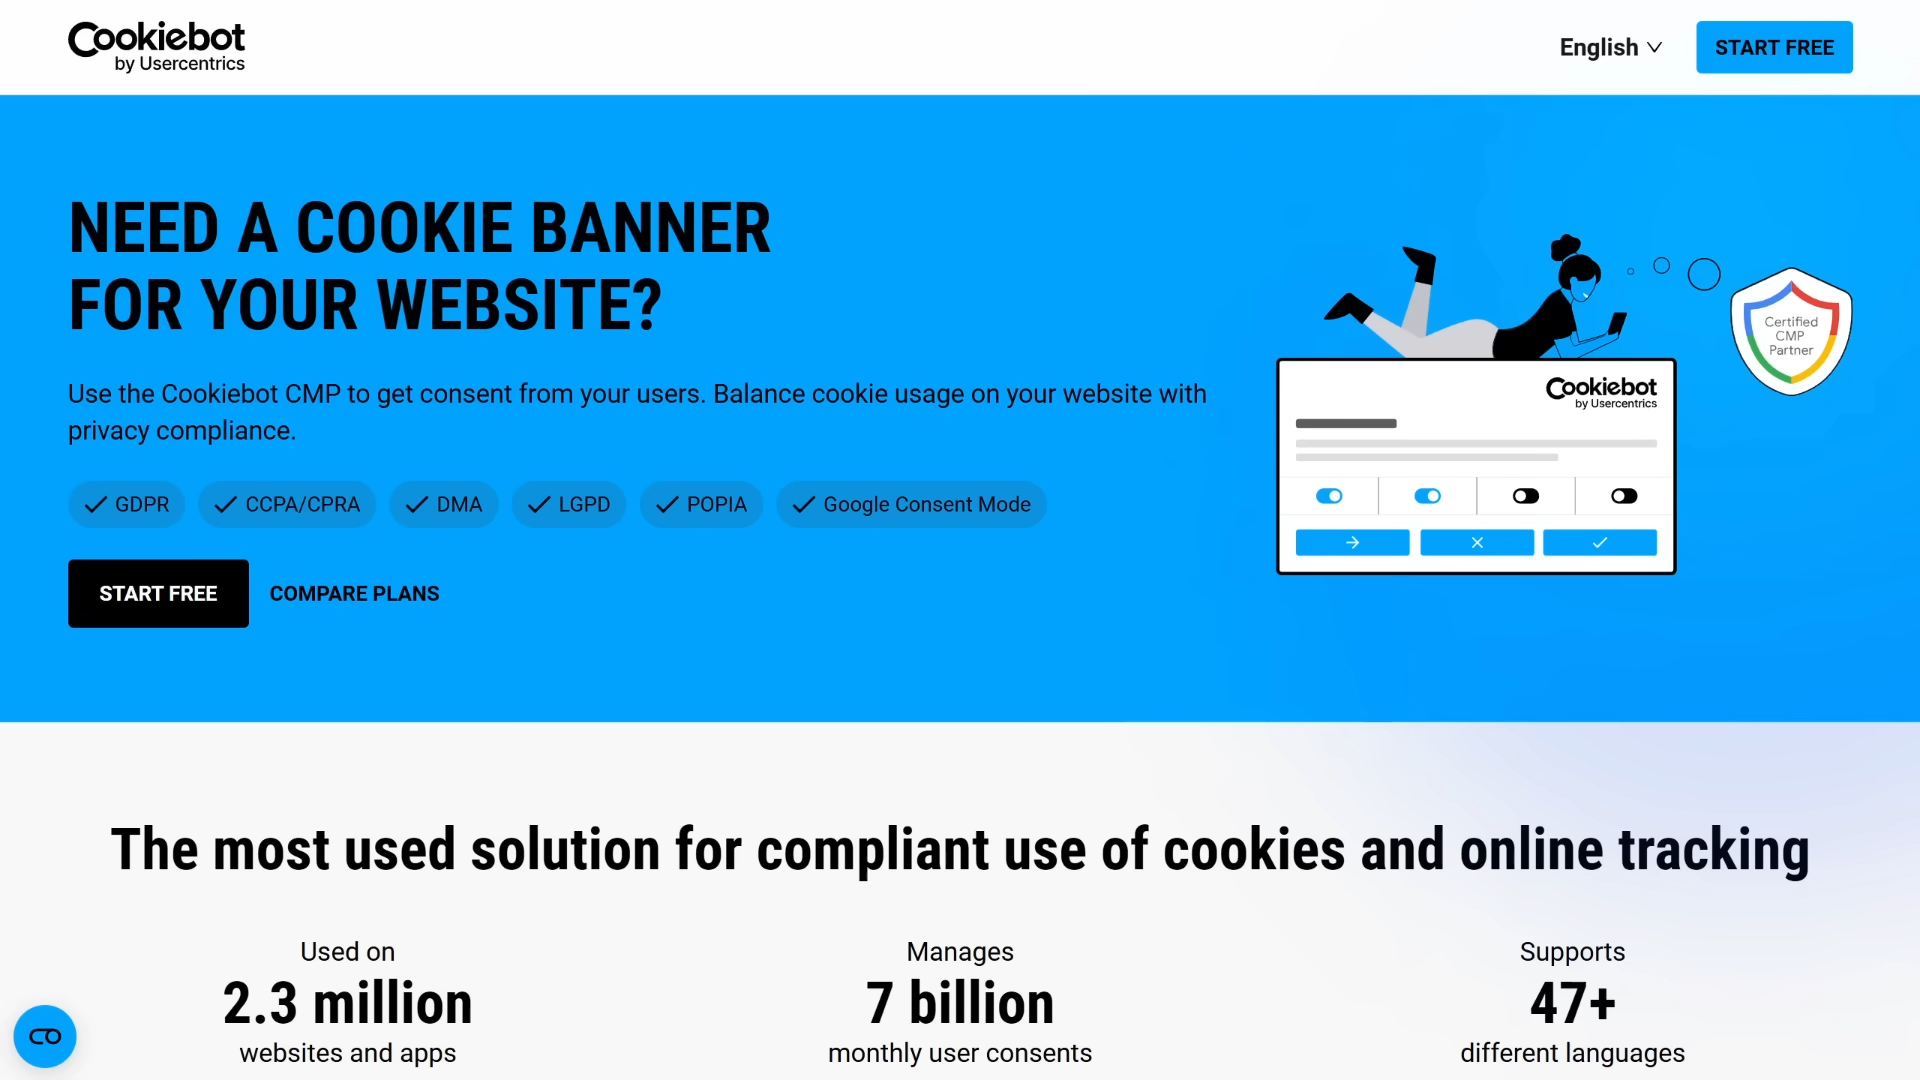 Cookiebot
by Usercentrics
English
START FREE
NEED A COOKIE BANNER
FOR YOUR WEBSITE?
Use the Cookiebot CMP to get consent from your users. Balance cookie usage on your website with
privacy compliance.
GDPR
CCPA/CPRA
DMA
LGPD
POPIA
Google Consent Mode
START FREE
COMPARE PLANS
Certified
CMP
Partner
Cookiebot
by Usercentrics
The most used solution for compliant use of cookies and online tracking
Used on
2.3 million
websites and apps
Manages
7 billion
monthly user consents
Supports
47+
different languages